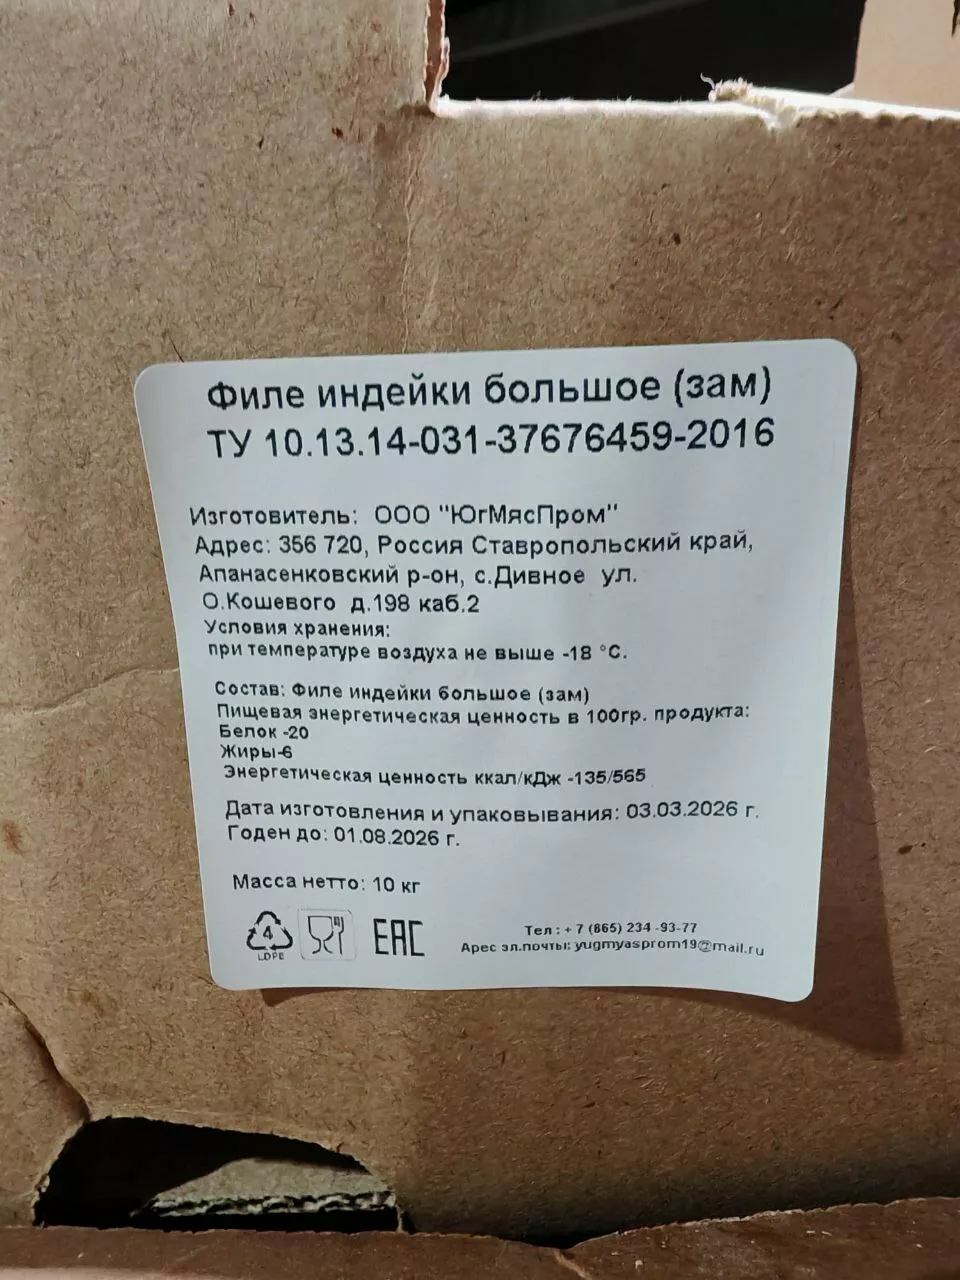 Филе индейки большое (зам)
ТУ 10.13.14-031-37676459-2016
Изготовитель: ООО "ЮгМясПром"
Адрес: 356 720, Россия Ставропольский край,
Апанасенковский р-он, с.Дивное ул.
О.Кошевого д.198 каб.2
Условия хранения:
при температуре воздуха не выше -18 °С.
Состав: Филе индейки большое (зам)
Пищевая энергетическая ценность в 100гр. продукта:
Белок -20
Жиры-6
Энергетическая ценность ккал/кДж -135/565
Дата изготовления и упаковывания: 03.03.2026 г.
Годен до: 01.08.2026 г.
Масса нетто: 10 кг
4
LDPE
EAC
Тел : + 7 (865) 234 -93-77
Арес эл.почты: yugmyasprom19@mail.ru